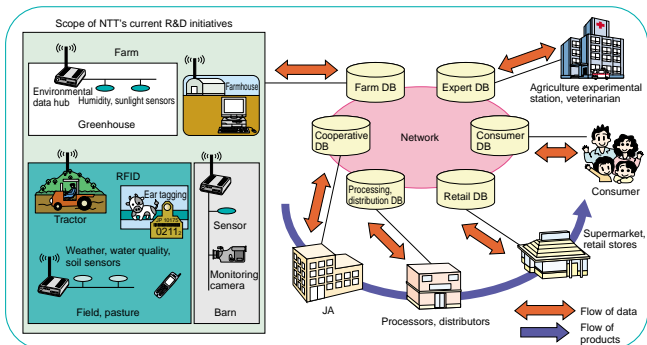 Scope of NTT's current R&D initiatives
Farm
Environmental
data hub
Humidity, sunlight sensors
Greenhouse
Farmhouse
RFID
Ear tagging
Tractor
JP 10175
0211
Weather, water quality,
soil sensors
Field, pasture
Sensor
Monitoring
camera
Barn
Farm DB
Expert DB
Cooperative
DB
Network
Consumer
DB
Processing,
distribution DB
Retail DB
Agriculture experimental
station, veterinarian
Consumer
Supermarket,
retail stores
JA
Processors, distributors
Flow of data
Flow of
products